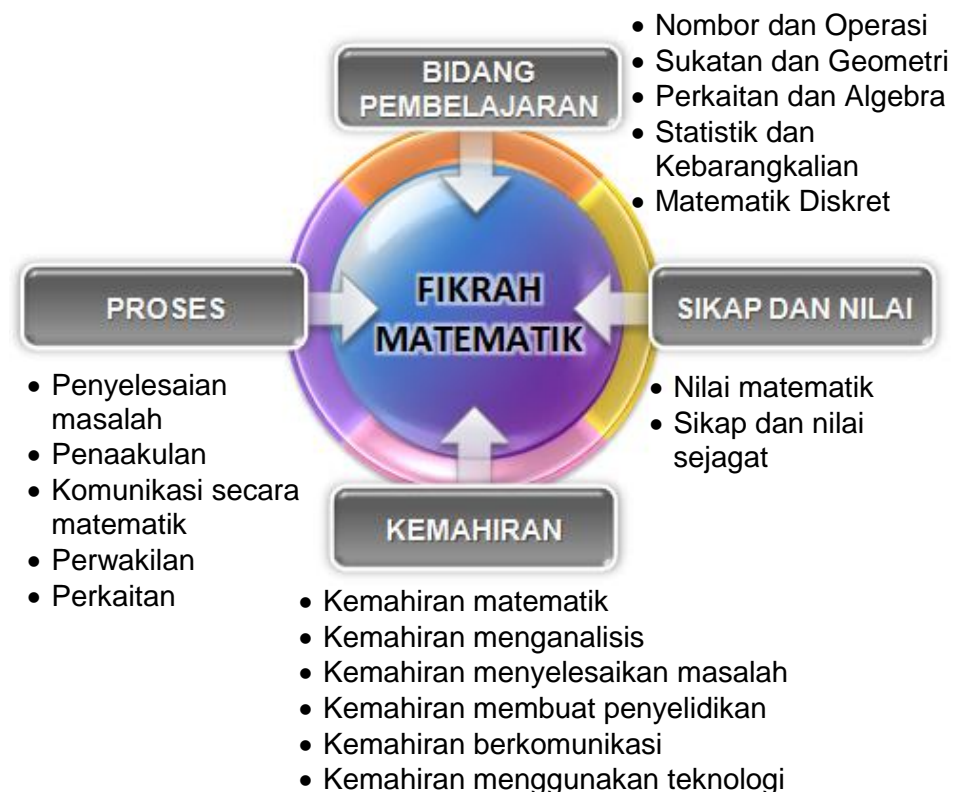 BIDANG
PEMBELAJARAN
• Nombor dan Operasi
• Sukatan dan Geometri
• Perkaitan dan Algebra
• Statistik dan
Kebarangkalian
• Matematik Diskret
PROSES
• Penyelesaian
masalah
• Penaakulan
• Komunikasi secara
matematik
• Perwakilan
• Perkaitan
FIKRAH
MATEMATIK
SIKAP DAN NILAI
• Nilai matematik
• Sikap dan nilai
sejagat
KEMAHIRAN
• Kemahiran matematik
• Kemahiran menganalisis
• Kemahiran menyelesaikan masalah
• Kemahiran membuat penyelidikan
• Kemahiran berkomunikasi
• Kemahiran menggunakan teknologi